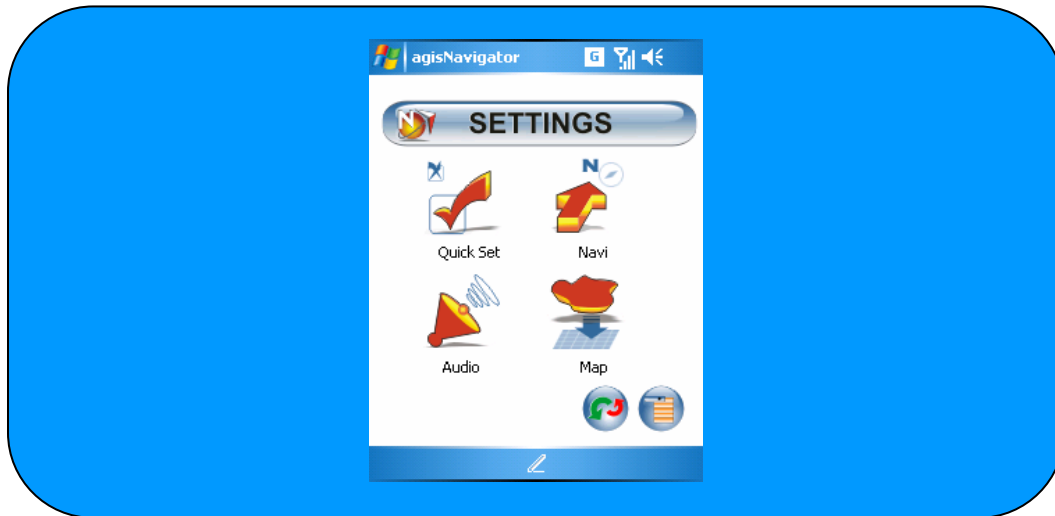 agisNavigator G
SETTINGS
N
Quick Set Navi
Audio Map